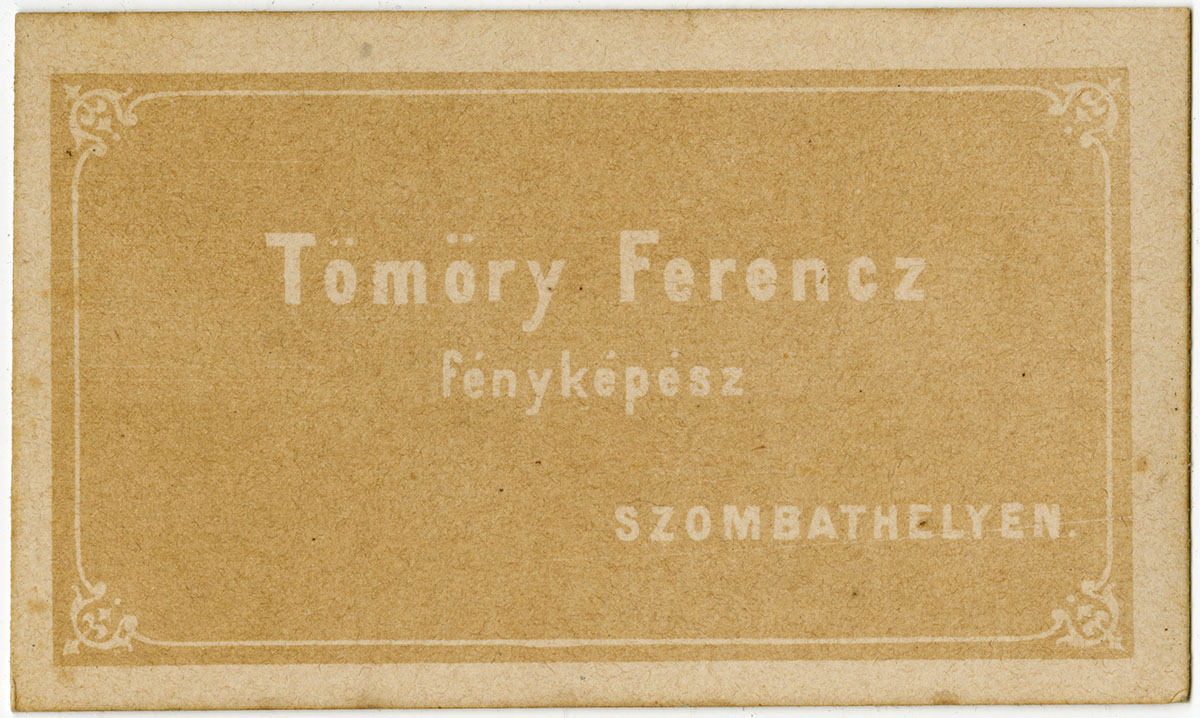 Tömöry Ferencz
fényképész
SZOMBATHELYEN.